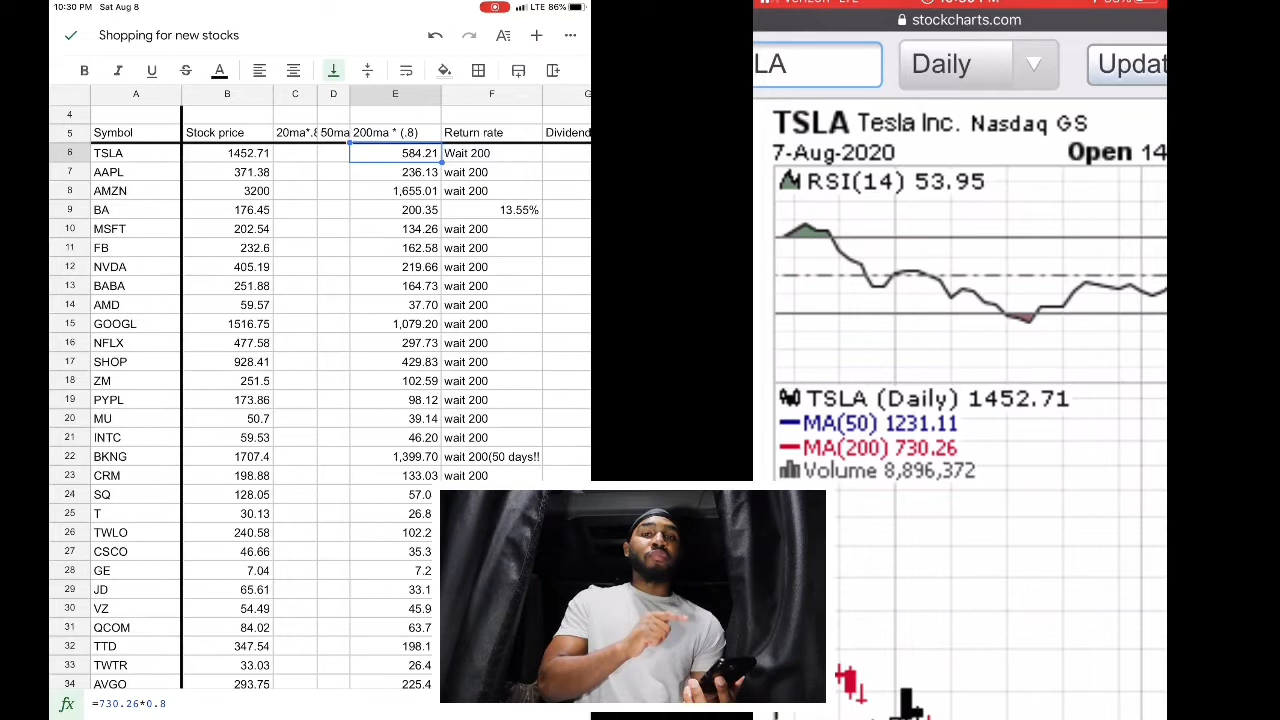 10:30 PM Sat Aug 8
LTE 86%
Shopping for new stocks
B I U S A
A B C D E F
4
5 Symbol Stock price 200ma * (.8) Return rate Dividend
6 TSLA 1452.71 584.21 Wait 200
7 AAPL 371.38 56.13 wait 200
8 AMZN 3200 1,655.01 wait 200
9 BA 176.45 200.35 13.55%
10 MSFT 202.54 134.26 wait 200
11 FB 232.6 162.58 wait 200
12 NVDA 405.19 219.66 wait 200
13 BABA 251.88 164.73 wait 200
14 AMD 59.57 37.70 wait 200
15 GOOGL 1516.75 1,079.20 wait 200
16 NFLX 477.58 297.73 wait 200
17 SHOP 928.41 429.83 wait 200
18 ZM 251.5 102.59 wait 200
19 PYPL 173.86 98.12 wait 200
20 MU 50.7 39.14 wait 200
21 INTC 59.53 46.20 wait 200
22 BKNG 1707.4 1,399.70 wait 200(50 days!!
23 CRM 133.03 wait 200
24 SQ 128.05 57.0
25 T 30.13 26.8
26 TWLO 240.58 102.2
27 CSCO 46.66 35.3
28 GE 7.04 7.2
29 JD 65.61 33.1
30 VZ 54.49 45.9
31 QCOM 84.02 63.7
32 TTD 347.54 198.1
33 TWTR 33.03 26.4
34 AVGO 293.75 225.4
fx =730.26*0.8
stockcharts.com
LA Daily Updat
TSLA Tesla Inc. Nasdaq GS
7-Aug-2020 Open 14
RSI(14) 53.95
TSLA (Daily) 1452.71
MA(50) 1231.11
MA(200) 730.26
Volume 8,896,372